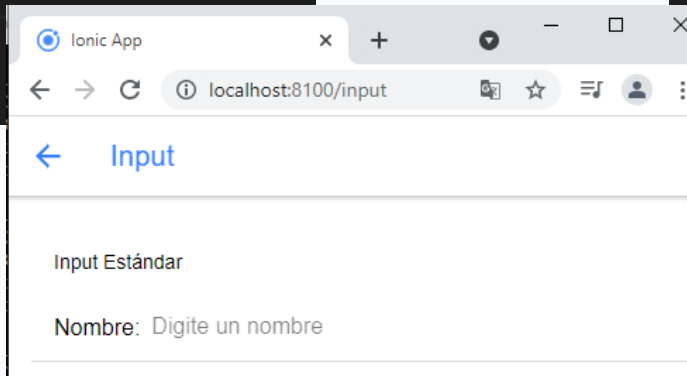 Ionic App
localhost:8100/input
Input
Input Estándar
Nombre: Digite un nombre